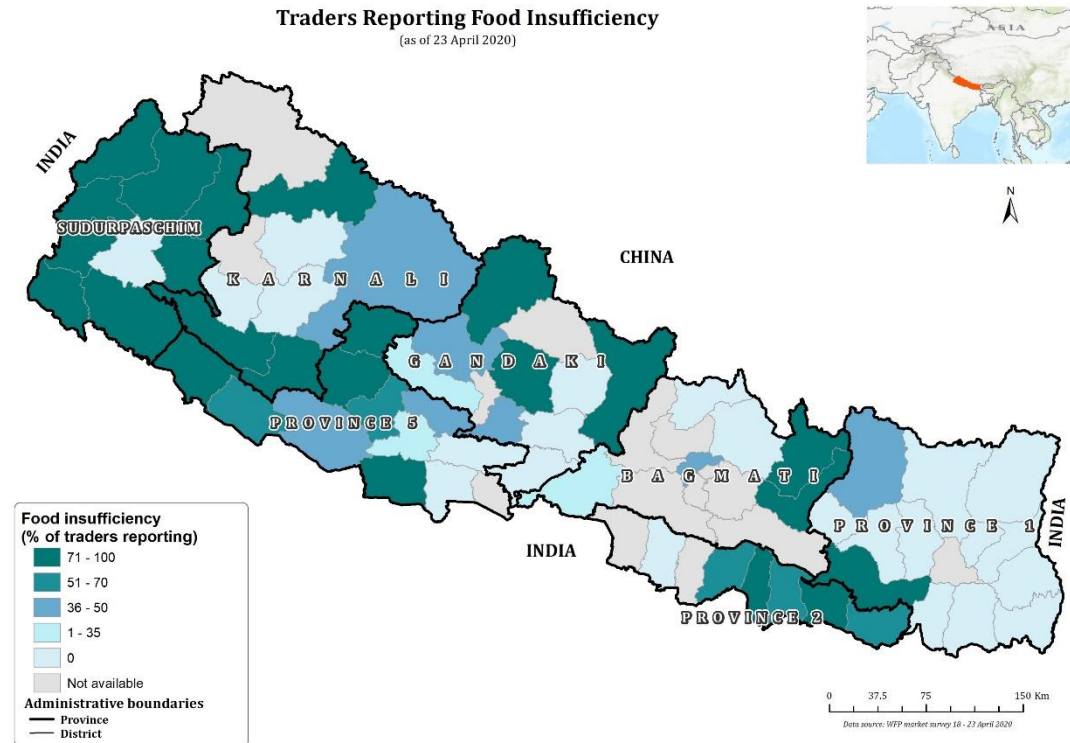 Traders Reporting Food Insufficiency
(as of 23 April 2020)
ASIA
INDIA
N
SUDURPASCHIM
CHINA
KARNALI
GANDAKI
PROVINCE 5
BAGMATI
PROVINCE 1
INDIA
INDIA
PROVINCE 2
Food insufficiency
(% of traders reporting)
71 - 100
51 - 70
36 - 50
1 - 35
0
Not available
Administrative boundaries
Province
District
0 37.5 75 150 Km
Data source: WFP market survey 18 - 23 April 2020